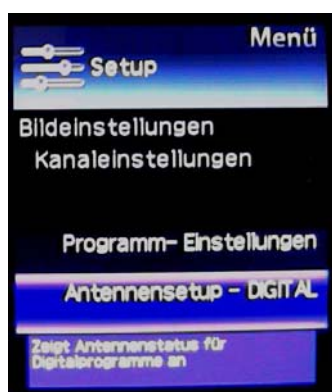 Menü
Setup
Bildeinstellungen
Kanaleinstellungen
Programm- Einstellungen
Antennensetup - DIGITAL
Zeigt Antennenstatus für
Digitalprogramme an